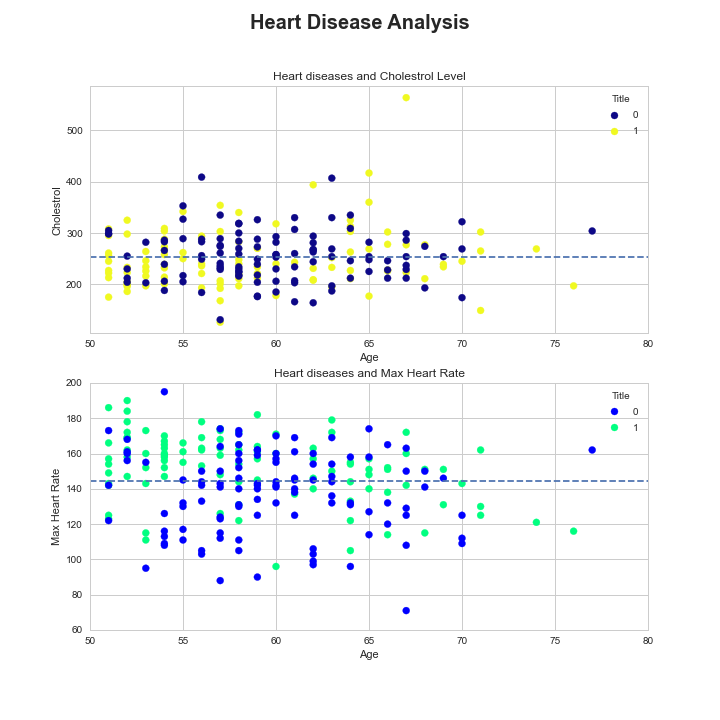 Heart Disease Analysis
Heart diseases and Cholestrol Level
Title
0
1
500
400
300
200
Cholestrol
50 55 60 65 70 75 80
Age
Heart diseases and Max Heart Rate
Title
0
1
200
180
160
140
120
100
80
60
Max Heart Rate
50 55 60 65 70 75 80
Age